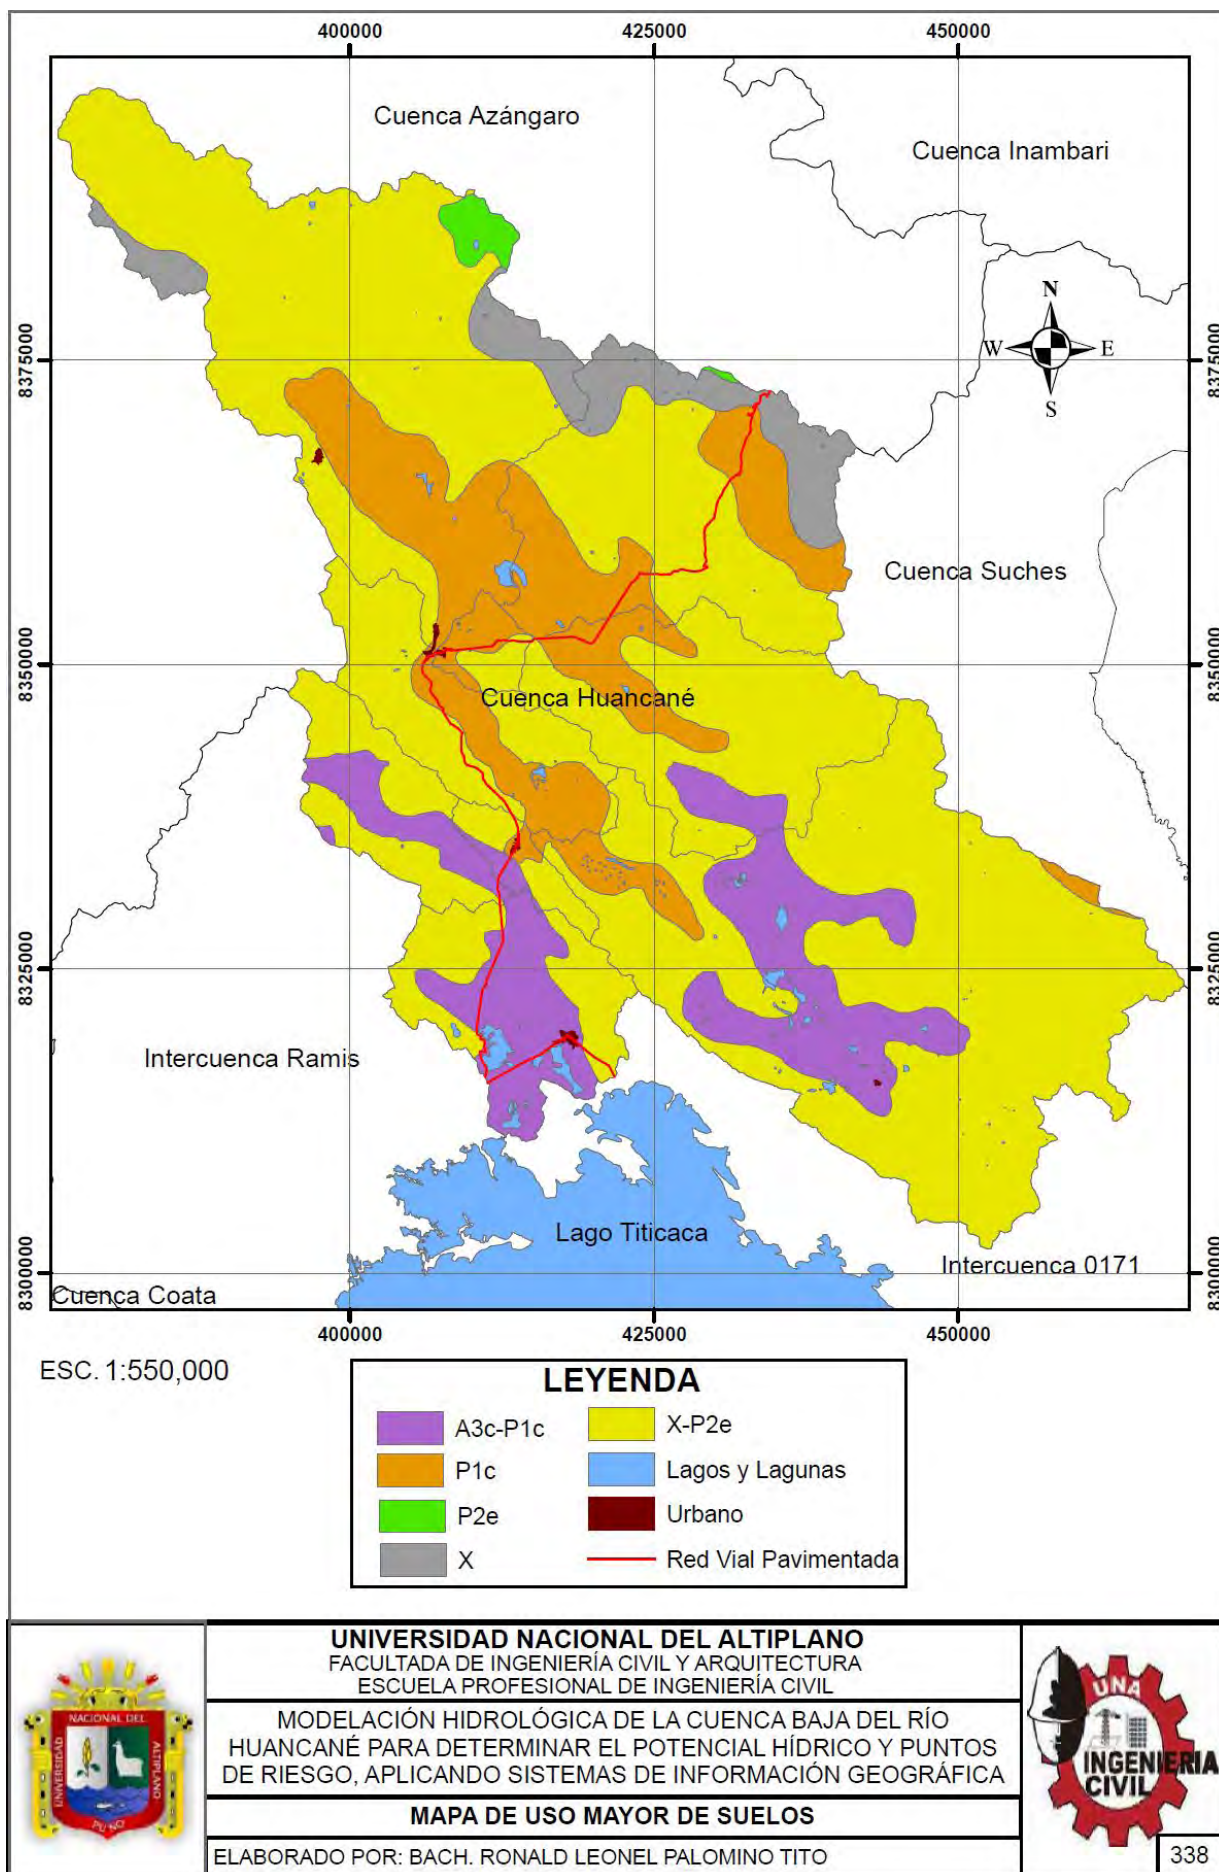 400000 425000 450000
Cuenca Azángaro
Cuenca Inambari
N
W E
S
8375000 8375000
Cuenca Suches
8350000 8350000
Cuenca Huancané
8325000 8325000
Intercuenca Ramis
Lago Titicaca
Intercuenca 0171
8300000 8300000
Cuenca Coata
400000 425000 450000
ESC. 1:550,000
LEYENDA
A3c-P1c X-P2e
P1c Lagos y Lagunas
P2e Urbano
X Red Vial Pavimentada
UNIVERSIDAD NACIONAL DEL ALTIPLANO
FACULTADA DE INGENIERÍA CIVIL Y ARQUITECTURA
ESCUELA PROFESIONAL DE INGENIERÍA CIVIL
MODELACIÓN HIDROLÓGICA DE LA CUENCA BAJA DEL RÍO
HUANCANÉ PARA DETERMINAR EL POTENCIAL HÍDRICO Y PUNTOS
DE RIESGO, APLICANDO SISTEMAS DE INFORMACIÓN GEOGRÁFICA
MAPA DE USO MAYOR DE SUELOS
ELABORADO POR: BACH. RONALD LEONEL PALOMINO TITO
UNIVERSIDAD
NACIONAL DEL
ALTIPLANO
PUNO
UNA
INGENIERIA
CIVIL
338